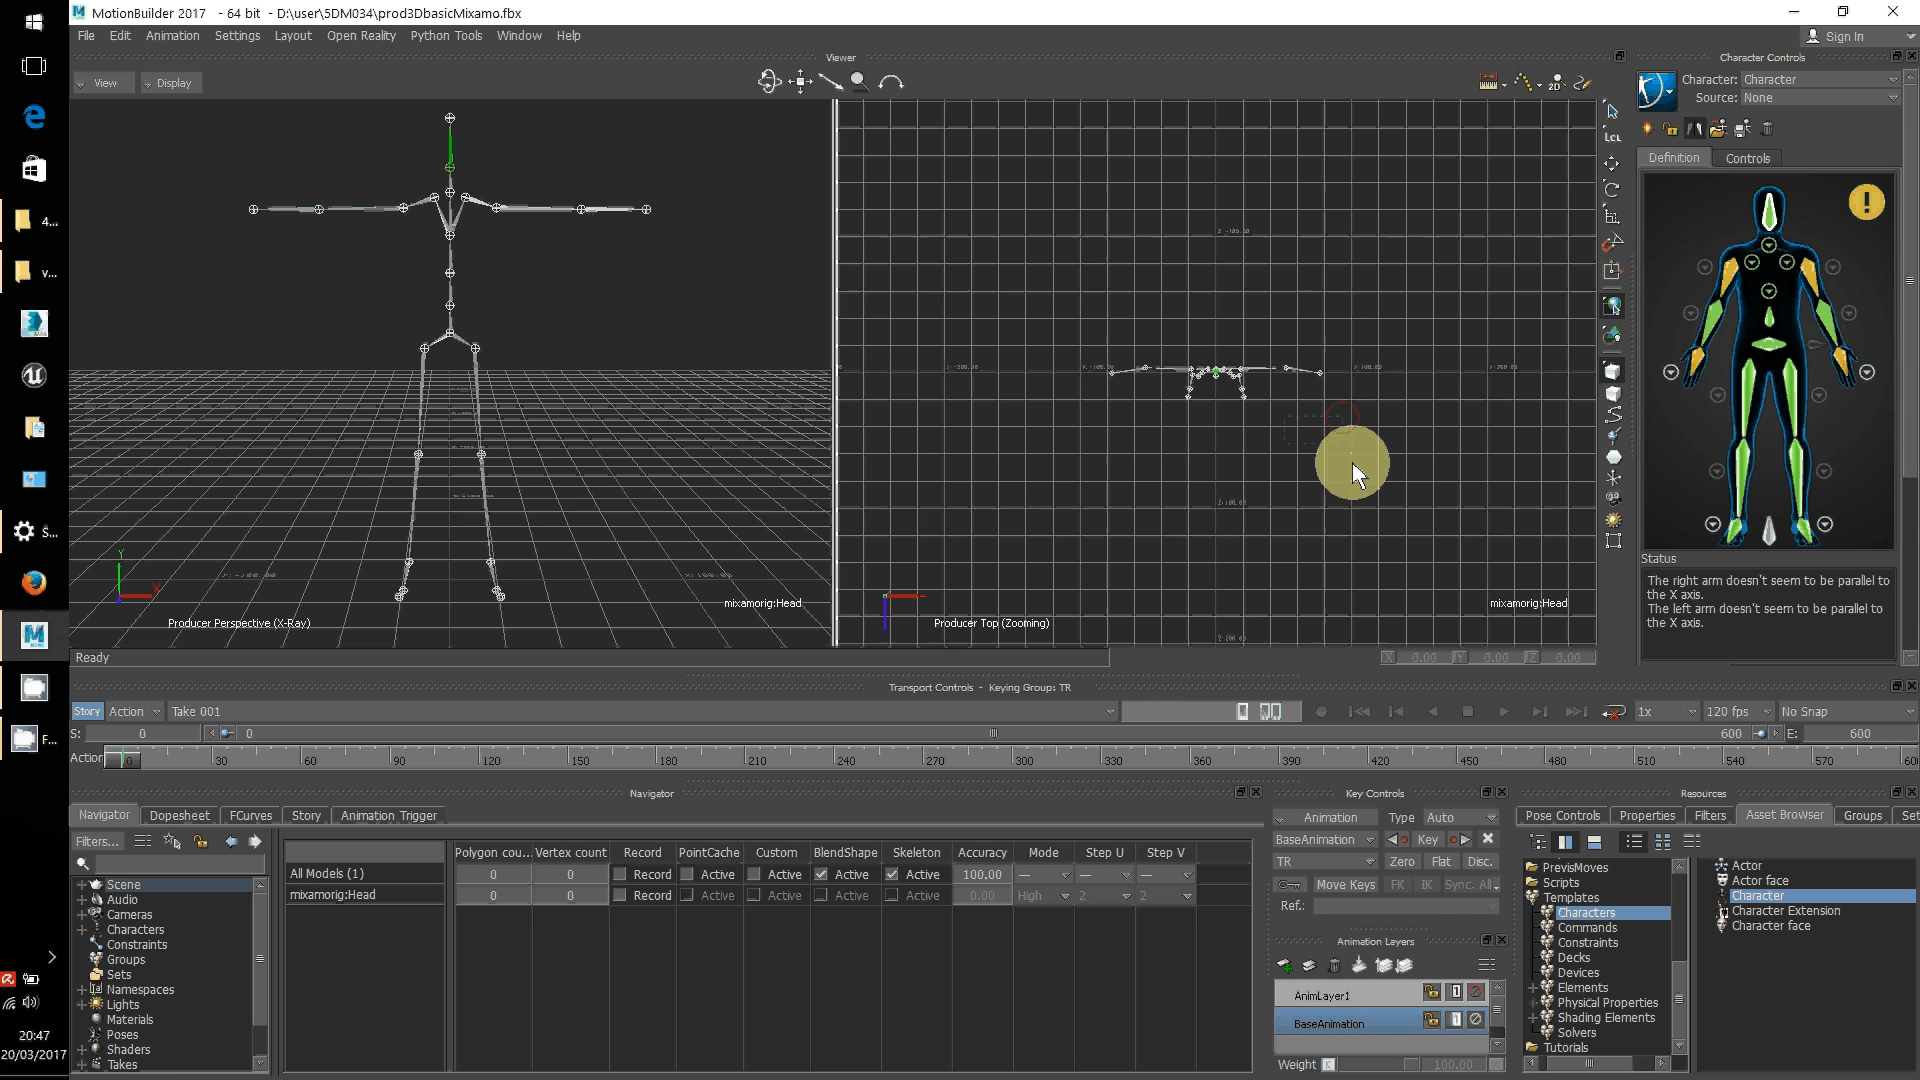 MotionBuilder 2017   - 64 bit  - D:\user\5DM034\prod3DbasicMixamo.fbx
File Edit Animation Settings Layout Open Reality Python Tools Window Help
Sign In
Viewer
Character Controls
View Display
Character: Character
Source: None
2D
LCL
Definition Controls
4...
v...
S...
F...
mixamorig:Head
Producer Perspective (X-Ray)
mixamorig:Head
Producer Top (Zooming)
Status
The right arm doesn't seem to be parallel to
the X axis.
The left arm doesn't seem to be parallel to
the X axis.
Ready
X 0.00 Y 0.00 Z 0.00
Transport Controls  -  Keying Group: TR
Story Action Take 001 1x 120 fps No Snap
S: 0 0 600 E: 600
Action 0 30 60 90 120 150 180 210 240 270 300 330 360 390 420 450 480 510 540 570 60
Navigator
Key Controls
Resources
Navigator Dopesheet FCurves Story Animation Trigger
Animation Type Auto
Pose Controls Properties Filters Asset Browser Groups Set
Filters...
BaseAnimation Key
Polygon cou... Vertex count Record PointCache Custom BlendShape Skeleton Accuracy Mode Step U Step V
TR Zero Flat Disc.
All Models (1) 0 0 Record Active Active Active Active 100.00 — — —
mixamorig:Head 0 0 Record Active Active Active Active 0.00 High 2 2
Move Keys FK IK Sync. All
Ref.:
Scene
Audio
Cameras
Characters
Constraints
Groups
Sets
Namespaces
Lights
Materials
Poses
Shaders
Takes
Animation Layers
AnimLayer1
BaseAnimation
Weight K 100.00
PrevisMoves
Scripts
Templates
Characters
Commands
Constraints
Decks
Devices
Elements
Physical Properties
Shading Elements
Solvers
Tutorials
Actor
Actor face
Character
Character Extension
Character face
20:47
20/03/2017